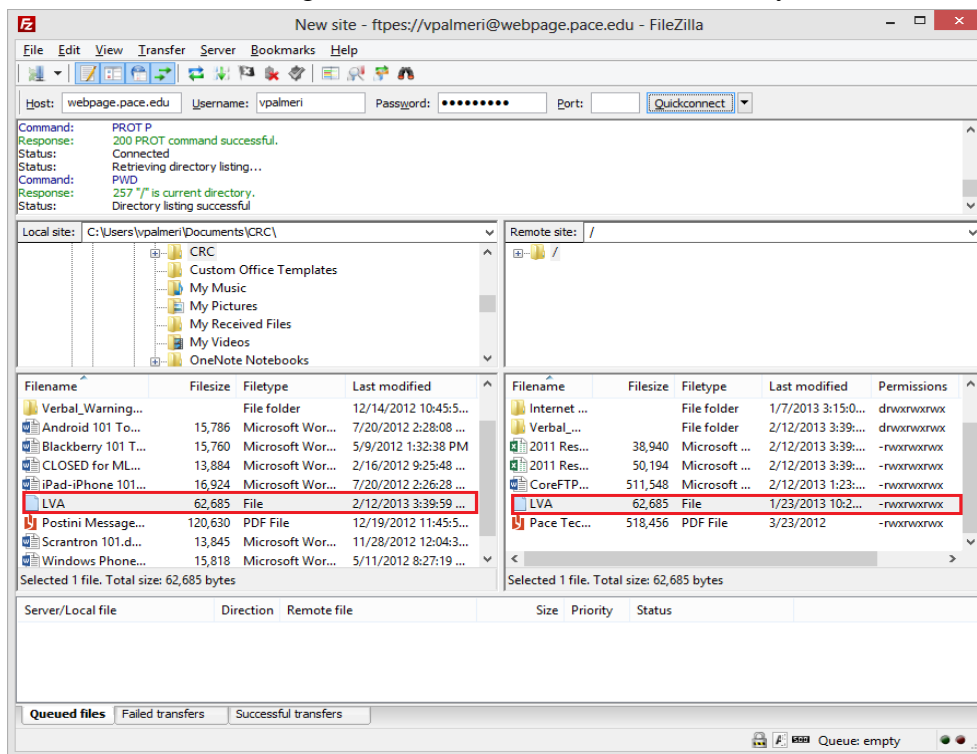 New site - ftpes://vpalmeri@webpage.pace.edu - FileZilla
File Edit View Transfer Server Bookmarks Help
Host: webpage.pace.edu Username: vpalmeri Password: ●●●●●●●●● Port: Quickconnect
Command: PROT P
Response: 200 PROT command successful.
Status: Connected
Status: Retrieving directory listing...
Command: PWD
Response: 257 "/" is current directory.
Status: Directory listing successful
Local site: C:\Users\vpalmeri\Documents\CRC\
Remote site: /
CRC
Custom Office Templates
My Music
My Pictures
My Received Files
My Videos
OneNote Notebooks
/
Filename Filesize Filetype Last modified
Verbal_Warning... File folder 12/14/2012 10:45:5...
Android 101 To... 15,786 Microsoft Wor... 7/20/2012 2:28:08 ...
Blackberry 101 T... 15,760 Microsoft Wor... 5/9/2012 1:32:38 PM
CLOSED for ML... 13,884 Microsoft Wor... 2/16/2012 9:25:48 ...
iPad-iPhone 101... 16,924 Microsoft Wor... 7/20/2012 2:26:28 ...
LVA 62,685 File 2/12/2013 3:39:59 ...
Postini Message... 120,630 PDF File 12/19/2012 11:45:5...
Scrantron 101.d... 13,845 Microsoft Wor... 11/28/2012 12:04:3...
Windows Phone... 15,818 Microsoft Wor... 5/11/2012 8:27:19 ...
Selected 1 file. Total size: 62,685 bytes
Filename Filesize Filetype Last modified Permissions
Internet ... File folder 1/7/2013 3:15:0... drwxrwxrwx
Verbal_... File folder 2/12/2013 3:39:... drwxrwxrwx
2011 Res... 38,940 Microsoft ... 2/12/2013 3:39:... -rwxrwxrwx
2011 Res... 50,194 Microsoft ... 2/12/2013 3:39:... -rwxrwxrwx
CoreFTP... 511,548 Microsoft ... 2/12/2013 1:23:... -rwxrwxrwx
LVA 62,685 File 1/23/2013 10:2... -rwxrwxrwx
Pace Tec... 518,456 PDF File 3/23/2012 -rwxrwxrwx
Selected 1 file. Total size: 62,685 bytes
Server/Local file Direction Remote file Size Priority Status
Queued files Failed transfers Successful transfers
Queue: empty